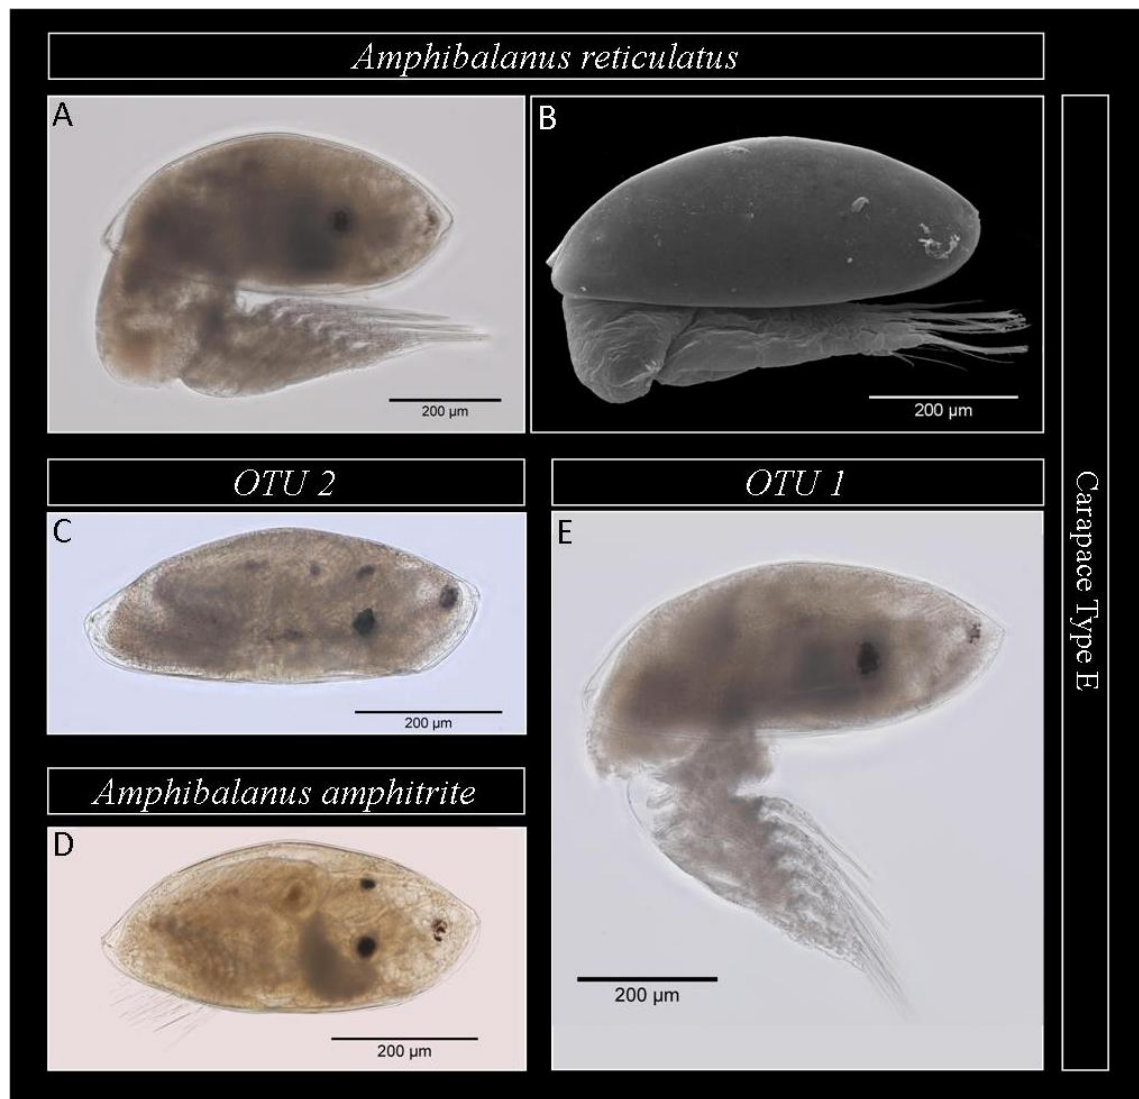 Amphibalanus reticulatus
A
B
200 µm
200 µm
OTU 2
OTU 1
C
E
200 µm
Amphibalanus amphitrite
D
200 µm
200 µm
Carapace Type E